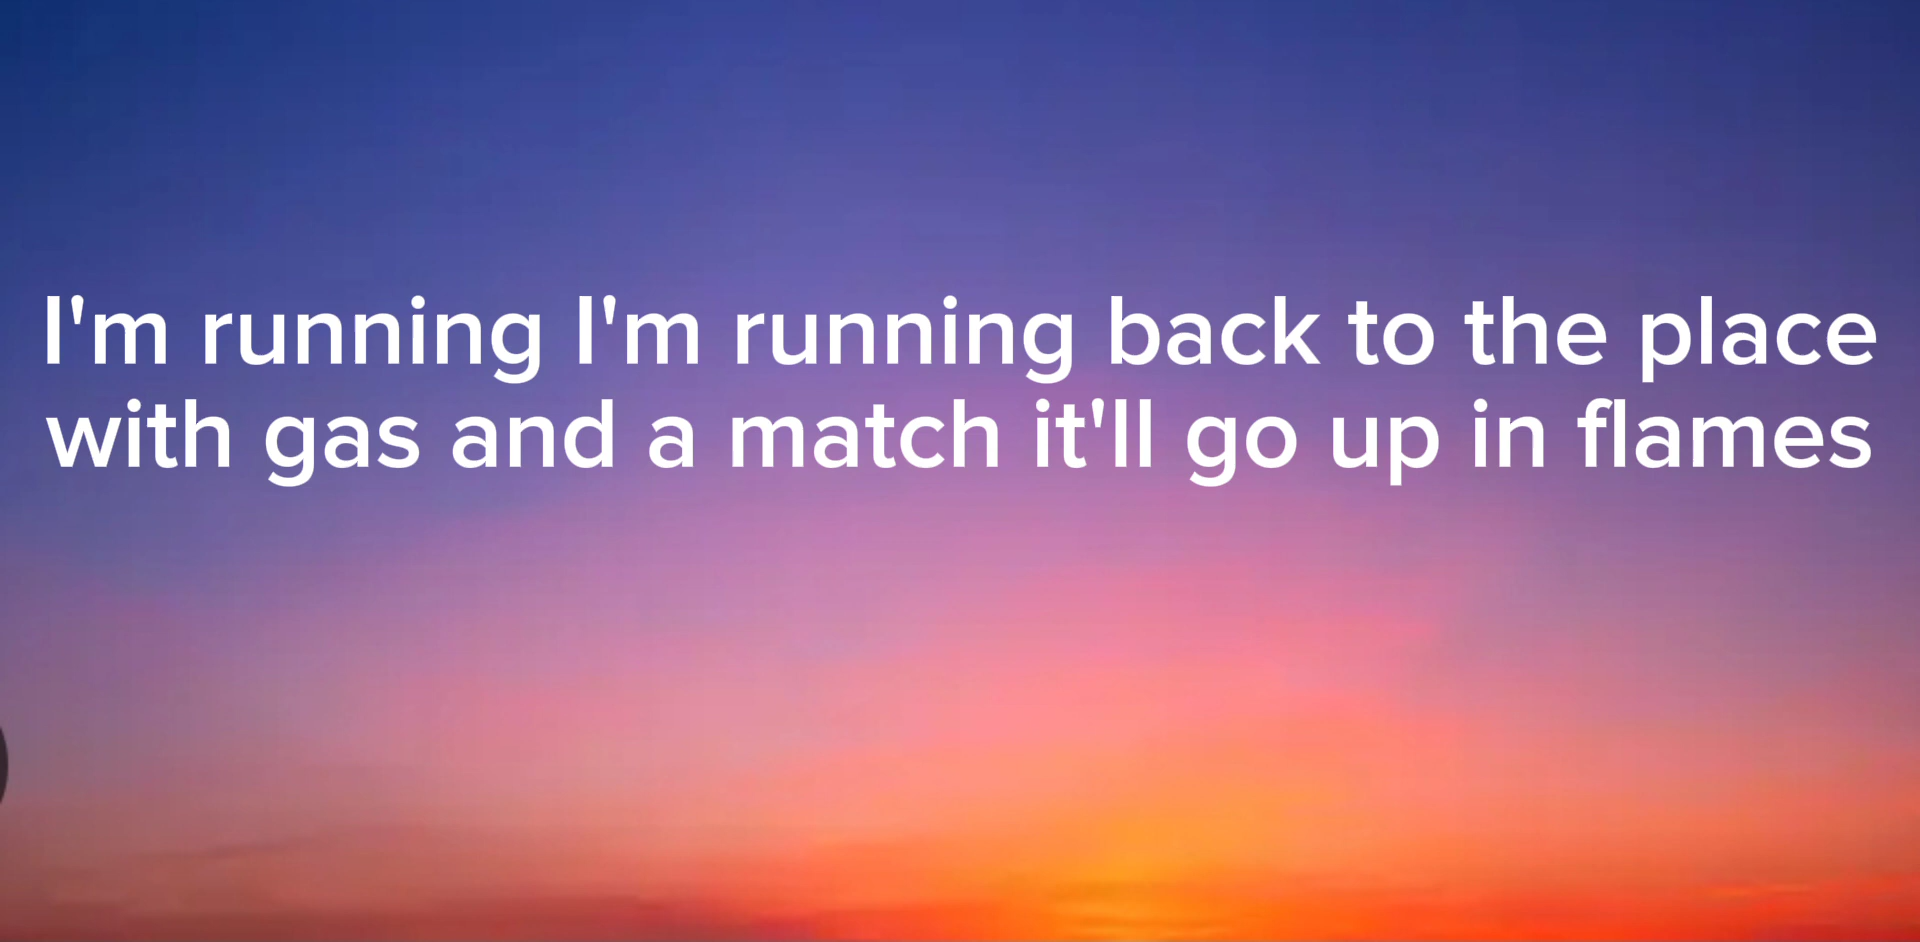 I'm running I'm running back to the place
with gas and a match it'll go up in flames